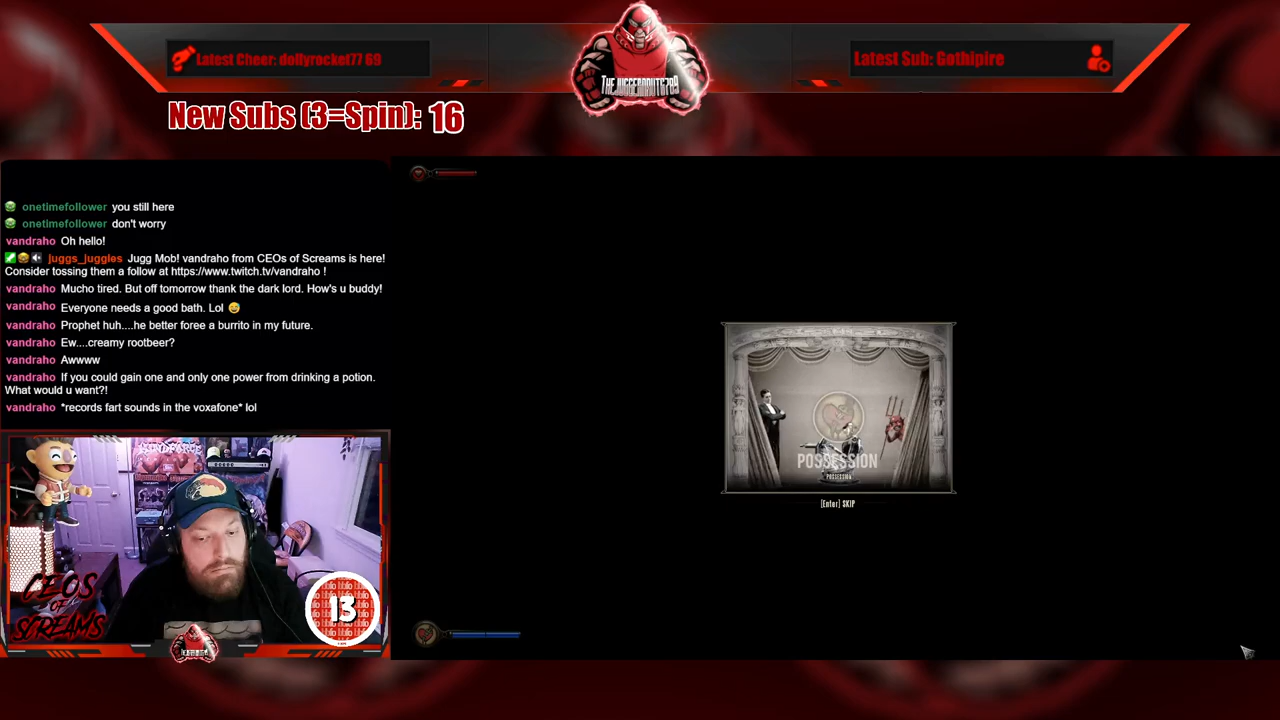 Latest Cheer: dollyrocket77 69
THEJUGGERNAUT6789
Latest Sub: Gothipire
New Subs (3=Spin): 16
onetimefollower you still here
onetimefollower don't worry
vandraho Oh hello!
juggs_juggles Jugg Mob! vandraho from CEOs of Screams is here!
Consider tossing them a follow at https://www.twitch.tv/vandraho !
vandraho Mucho tired. But off tomorrow thank the dark lord. How's u buddy!
vandraho Everyone needs a good bath. Lol 😅
vandraho Prophet huh....he better foree a burrito in my future.
vandraho Ew....creamy rootbeer?
vandraho Awwww
vandraho If you could gain one and only one power from drinking a potion.
What would u want?!
vandraho *records fart sounds in the voxafone* lol
POSSESSION
POSSESSION
[Enter] SKIP
CEOS
OF
SCREAMS
13